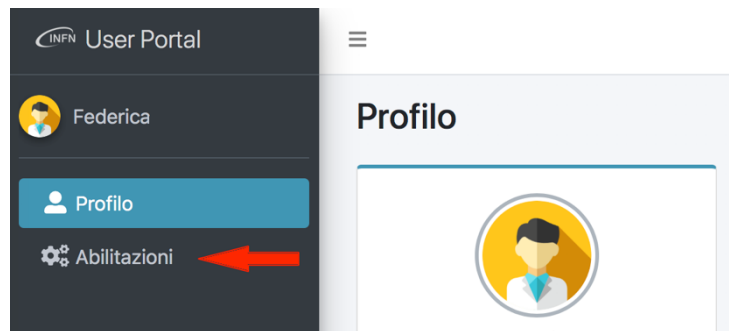 INFN User Portal
Federica
Profilo
Abilitazioni
Profilo